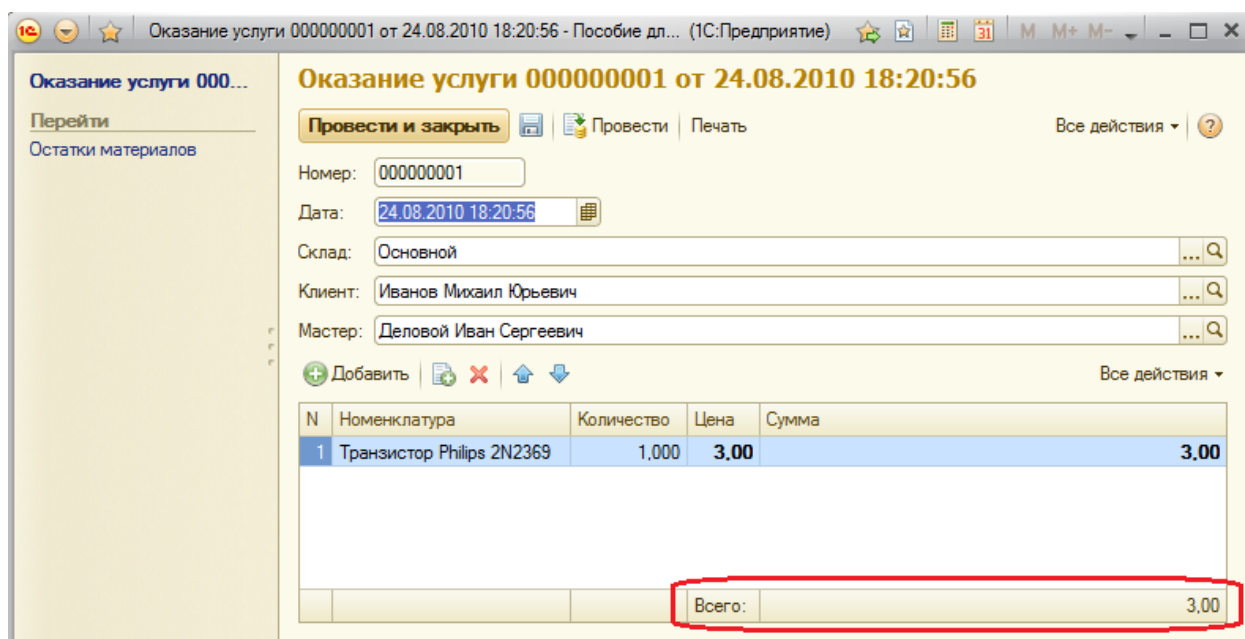 Оказание услуги 000000001 от 24.08.2010 18:20:56 - Пособие дл... (1С:Предприятие) 31 M M+ M-
Оказание услуги 000...
Перейти
Остатки материалов
Оказание услуги 000000001 от 24.08.2010 18:20:56
Провести и закрыть Провести Печать Все действия ?
Номер: 000000001
Дата: 24.08.2010 18:20:56
Склад: Основной ...
Клиент: Иванов Михаил Юрьевич ...
Мастер: Деловой Иван Сергеевич ...
Добавить Все действия
N Номенклатура Количество Цена Сумма
1 Транзистор Philips 2N2369 1,000 3,00 3,00
Всего: 3,00